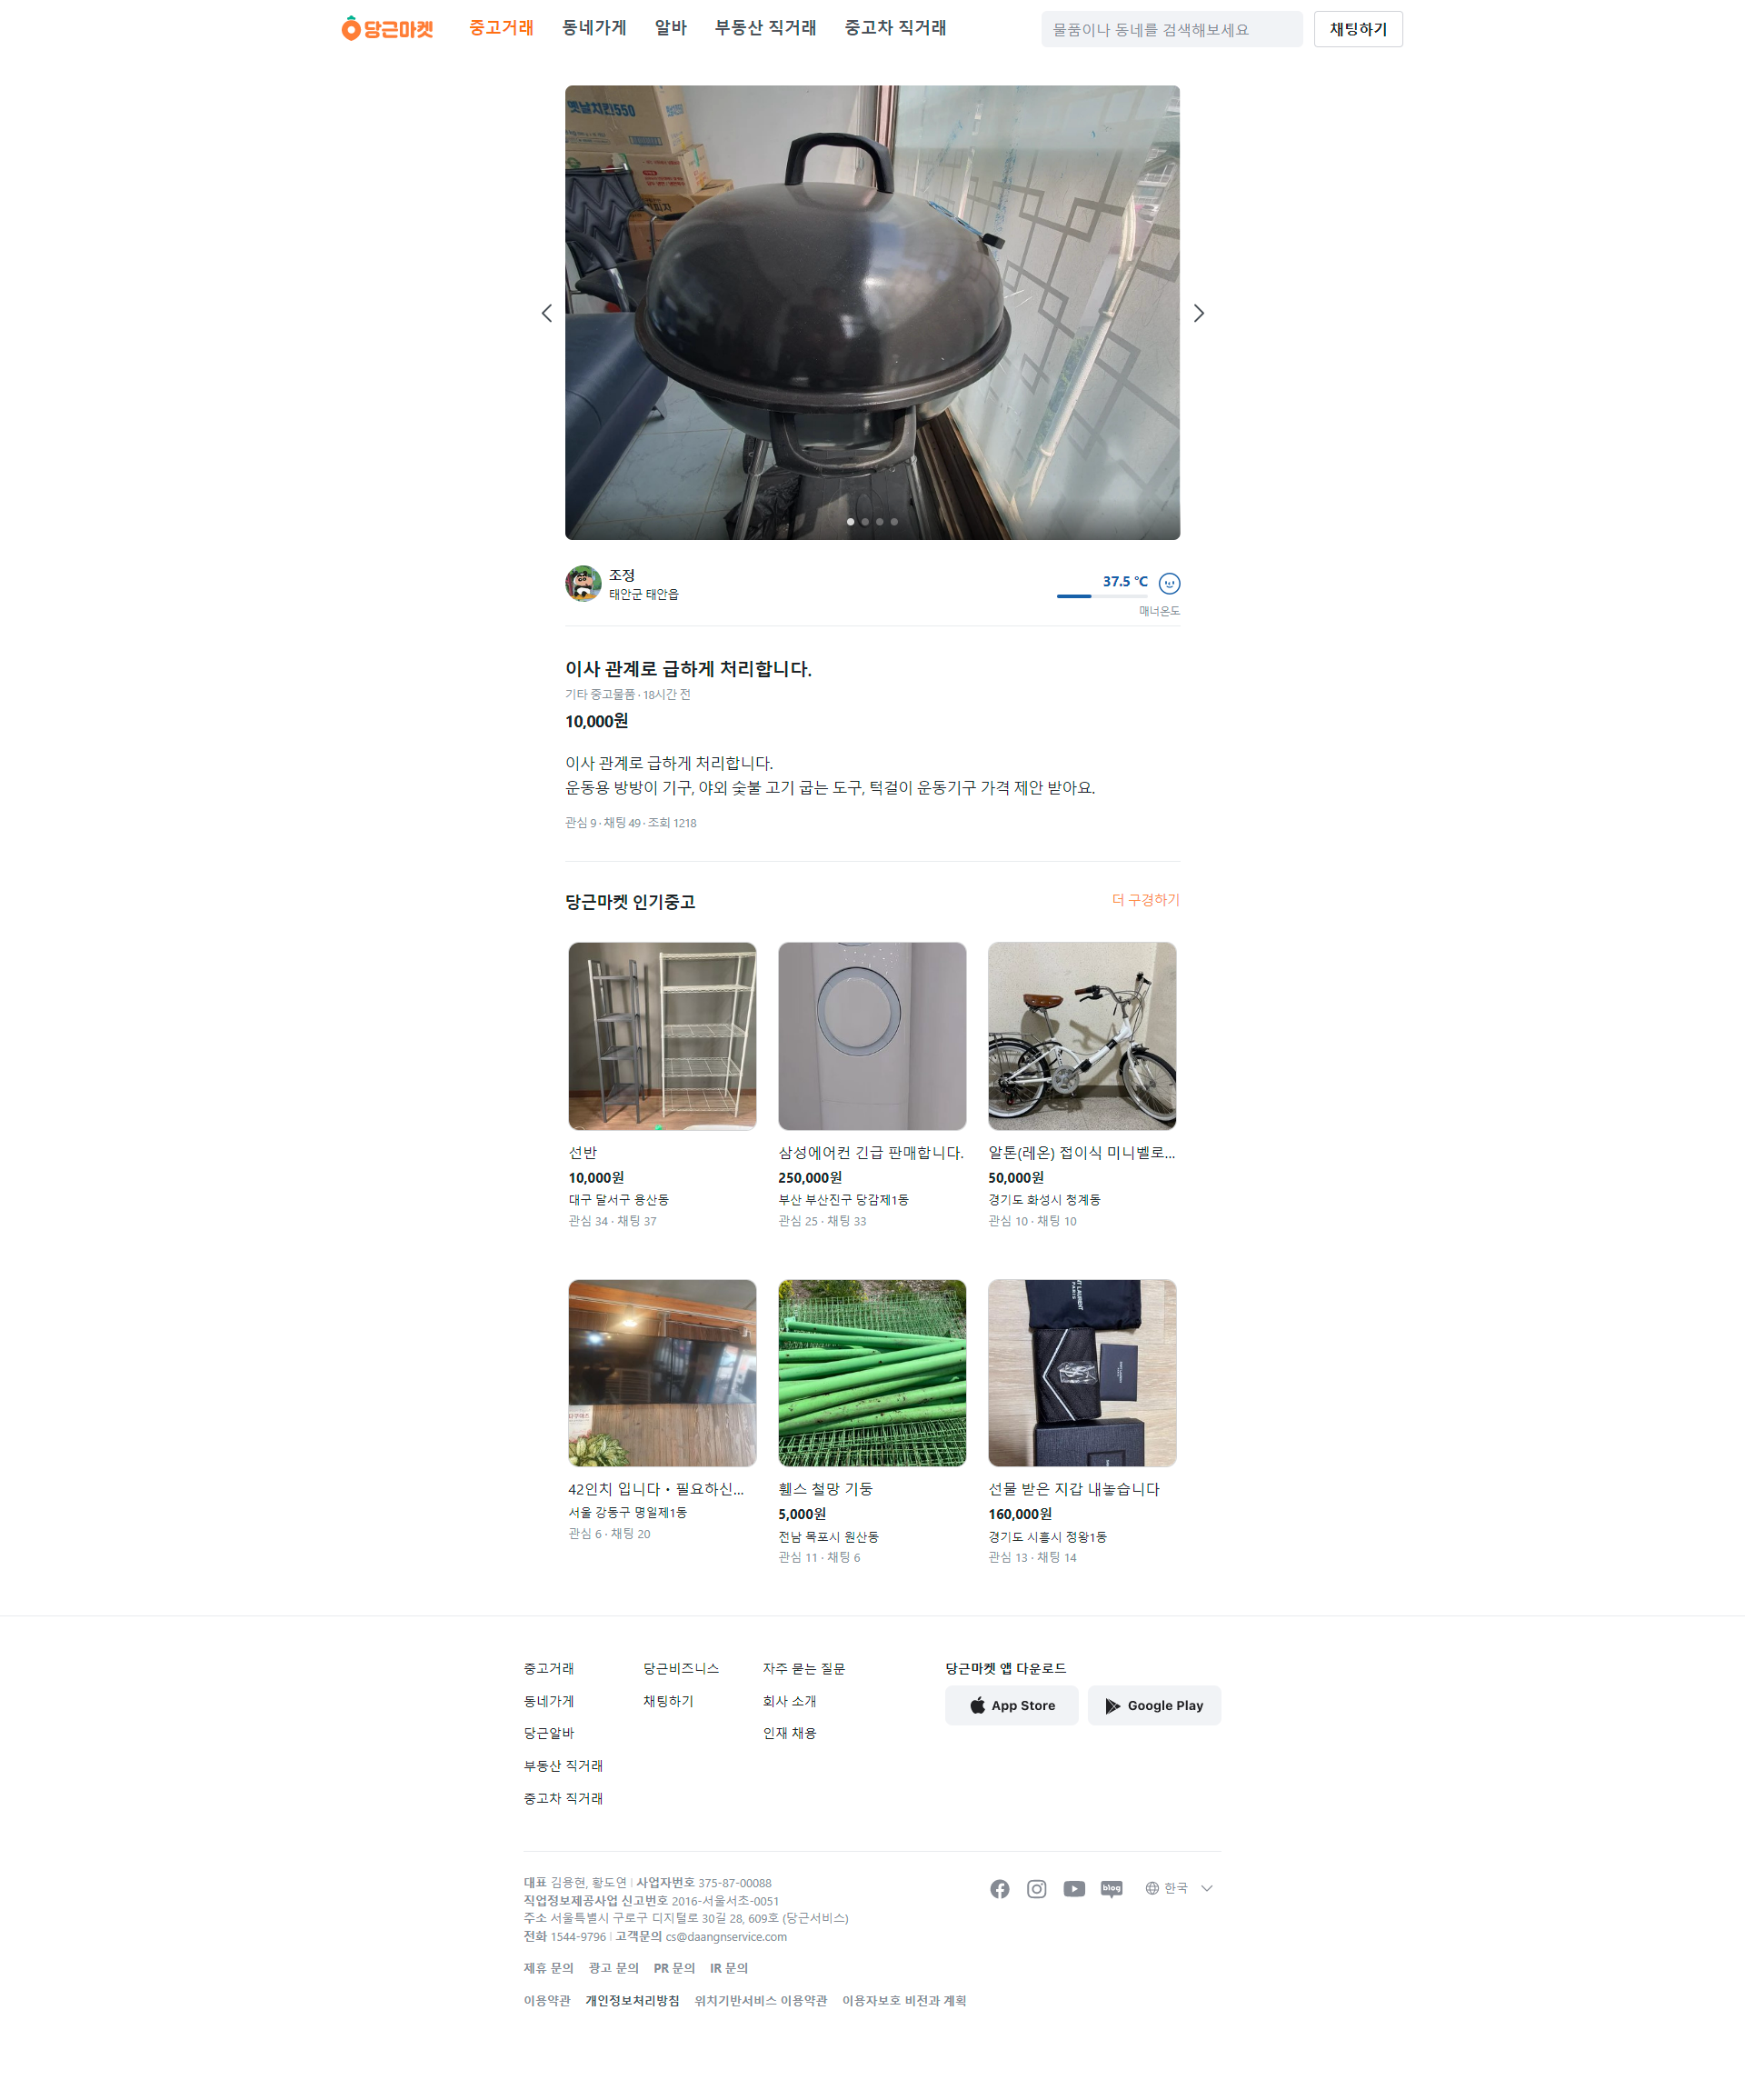 당근마켓
중고거래
동네가게
알바
부동산 직거래
중고차 직거래
물품이나 동네를 검색해보세요
채팅하기
옛날치킨550
조정
태안군 태안읍
37.5 °C
매너온도
이사 관계로 급하게 처리합니다.
기타 중고물품 ∙ 18시간 전
10,000원
이사 관계로 급하게 처리합니다.
운동용 방방이 기구, 야외 숯불 고기 굽는 도구, 턱걸이 운동기구 가격 제안 받아요.
관심 9 ∙ 채팅 49 ∙ 조회 1218
당근마켓 인기중고
더 구경하기
선반
10,000원
대구 달서구 용산동
관심 34 ∙ 채팅 37
삼성에어컨 긴급 판매합니다.
250,000원
부산 부산진구 당감제1동
관심 25 ∙ 채팅 33
알톤(레온) 접이식 미니벨로...
50,000원
경기도 화성시 청계동
관심 10 ∙ 채팅 10
42인치 입니다 • 필요하신...
서울 강동구 명일제1동
관심 6 ∙ 채팅 20
휀스 철망 기둥
5,000원
전남 목포시 원산동
관심 11 ∙ 채팅 6
선물 받은 지갑 내놓습니다
160,000원
경기도 시흥시 정왕1동
관심 13 ∙ 채팅 14
중고거래
동네가게
당근알바
부동산 직거래
중고차 직거래
당근비즈니스
채팅하기
자주 묻는 질문
회사 소개
인재 채용
당근마켓 앱 다운로드
App Store
Google Play
대표 김용현, 황도연 | 사업자번호 375-87-00088
직업정보제공사업 신고번호 2016-서울서초-0051
주소 서울특별시 구로구 디지털로 30길 28, 609호 (당근서비스)
전화 1544-9796 | 고객문의 cs@daangnservice.com
blog
한국
제휴 문의
광고 문의
PR 문의
IR 문의
이용약관
개인정보처리방침
위치기반서비스 이용약관
이용자보호 비전과 계획